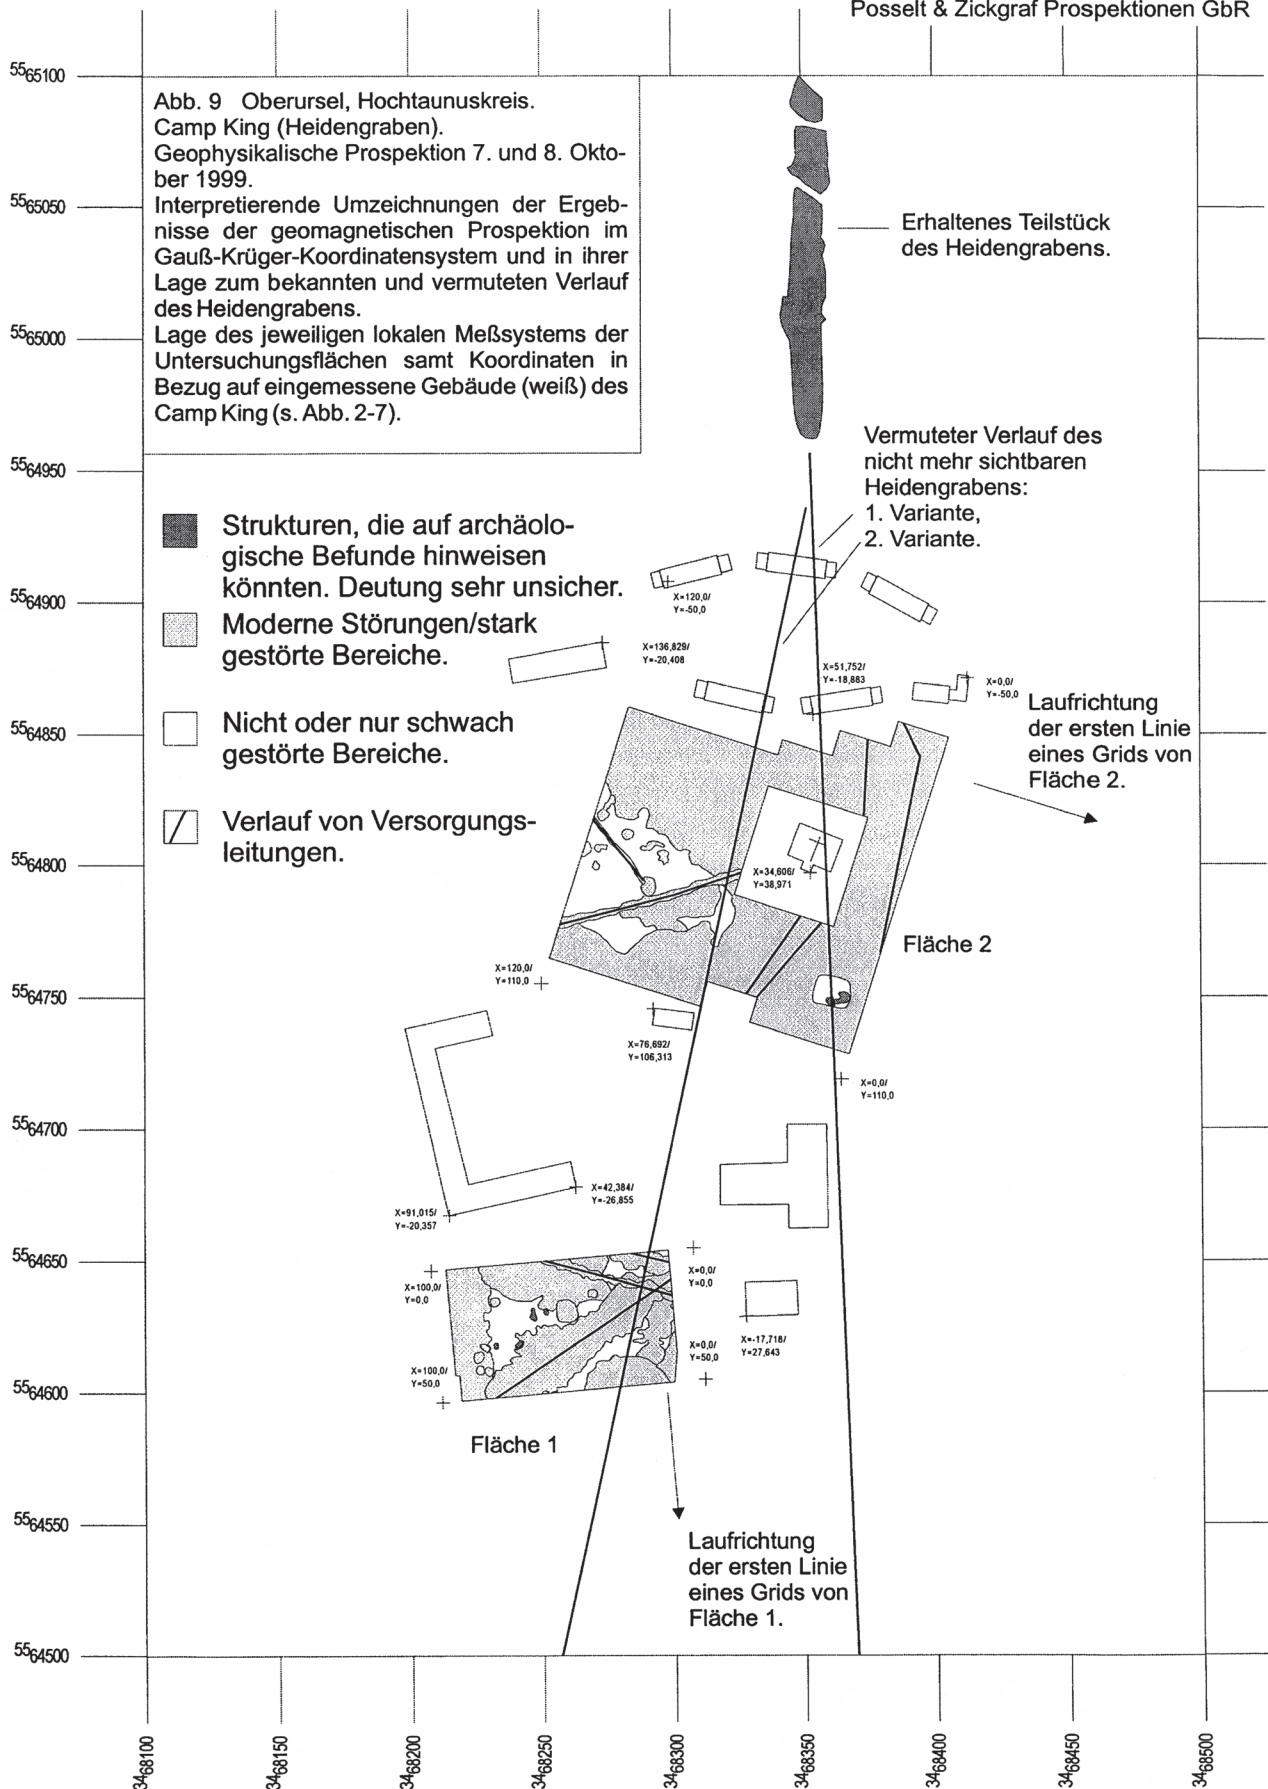 Posselt & Zickgraf Prospektionen GbR
5565100
Abb. 9 Oberursel, Hochtaunuskreis.
Camp King (Heidengraben).
Geophysikalische Prospektion 7. und 8. Okto-
ber 1999.
Interpretierende Umzeichnungen der Ergeb-
nisse der geomagnetischen Prospektion im
Gauß-Krüger-Koordinatensystem und in ihrer
Lage zum bekannten und vermuteten Verlauf
des Heidengrabens.
Lage des jeweiligen lokalen Meßsystems der
Untersuchungsflächen samt Koordinaten in
Bezug auf eingemessene Gebäude (weiß) des
Camp King (s. Abb. 2-7).
5565050
Erhaltenes Teilstück
des Heidengrabens.
5565000
Vermuteter Verlauf des
nicht mehr sichtbaren
Heidengrabens:
1. Variante,
2. Variante.
5564950
Strukturen, die auf archäolo-
gische Befunde hinweisen
könnten. Deutung sehr unsicher.
Moderne Störungen/stark
gestörte Bereiche.
Nicht oder nur schwach
gestörte Bereiche.
Verlauf von Versorgungs-
leitungen.
5564900
X=120,0/
Y=-50,0
X=136,829/
Y=-20,408
X=51,752/
Y=-18,883
X=0,0/
Y=-50,0
Laufrichtung
der ersten Linie
eines Grids von
Fläche 2.
5564850
5564800
X=34,606/
Y=38,971
Fläche 2
X=120,0/
Y=110,0
5564750
X=76,692/
Y=106,313
X=0,0/
Y=110,0
5564700
X=42,384/
Y=-26,855
X=91,015/
Y=-20,357
5564650
X=100,0/
Y=0,0
X=0,0/
Y=0,0
X=-17,718/
Y=27,643
X=0,0/
Y=50,0
X=100,0/
Y=50,0
5564600
Fläche 1
5564550
Laufrichtung
der ersten Linie
eines Grids von
Fläche 1.
5564500
3468100
3468150
3468200
3468250
3468300
3468350
3468400
3468450
3468500